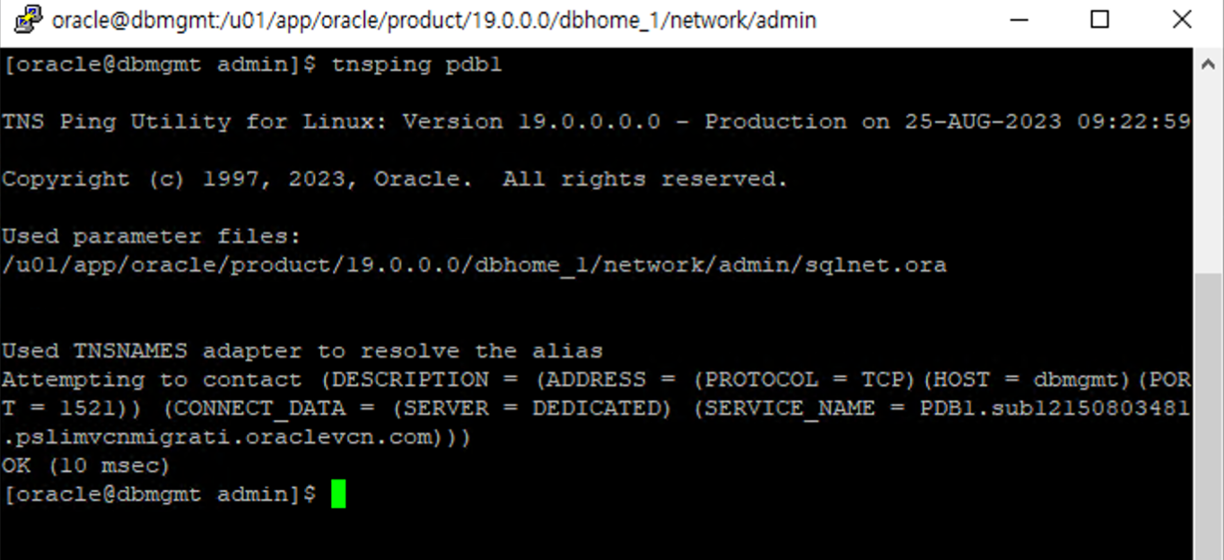 oracle@dbmgmt:/u01/app/oracle/product/19.0.0.0/dbhome_1/network/admin
[oracle@dbmgmt admin]$ tnsping pdb1
TNS Ping Utility for Linux: Version 19.0.0.0.0 - Production on 25-AUG-2023 09:22:59
Copyright (c) 1997, 2023, Oracle.  All rights reserved.
Used parameter files:
/u01/app/oracle/product/19.0.0.0/dbhome_1/network/admin/sqlnet.ora
Used TNSNAMES adapter to resolve the alias
Attempting to contact (DESCRIPTION = (ADDRESS = (PROTOCOL = TCP)(HOST = dbmgmt)(POR
T = 1521)) (CONNECT_DATA = (SERVER = DEDICATED) (SERVICE_NAME = PDB1.sub12150803481
.pslimvcnmigrati.oraclevcn.com)))
OK (10 msec)
[oracle@dbmgmt admin]$